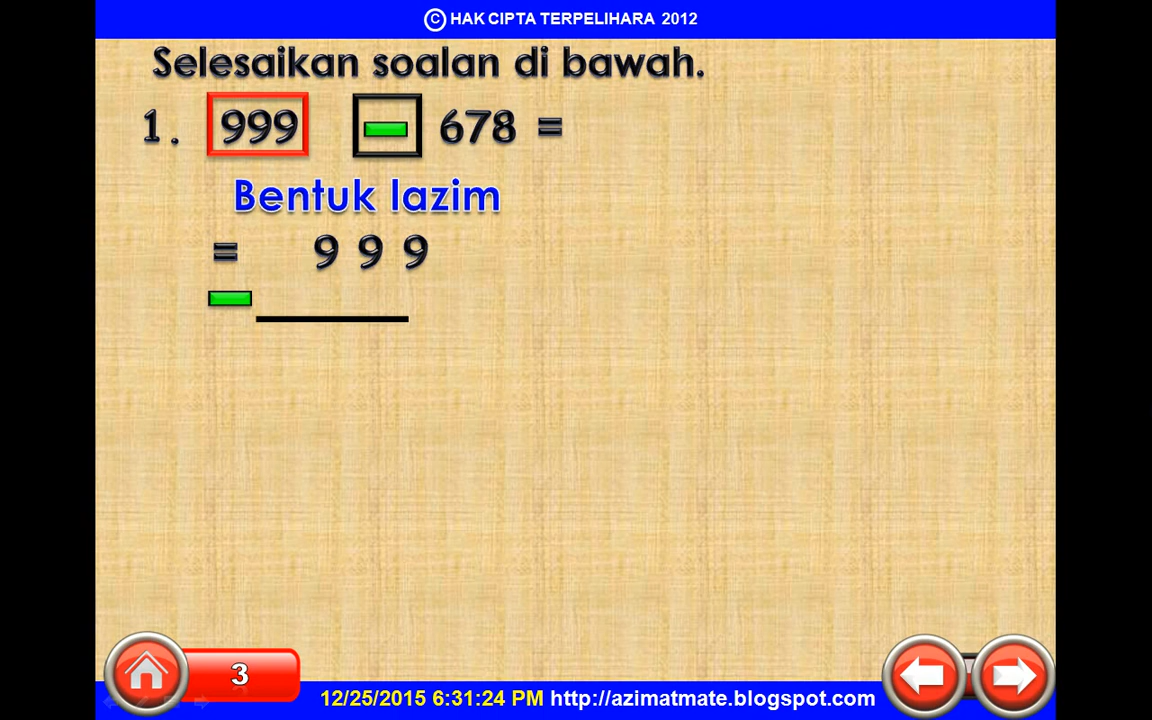 © HAK CIPTA TERPELIHARA 2012
Selesaikan soalan di bawah.
1. 999 − 678 =
Bentuk lazim
= 9 9 9
−
3
12/25/2015 6:31:24 PM http://azimatmate.blogspot.com